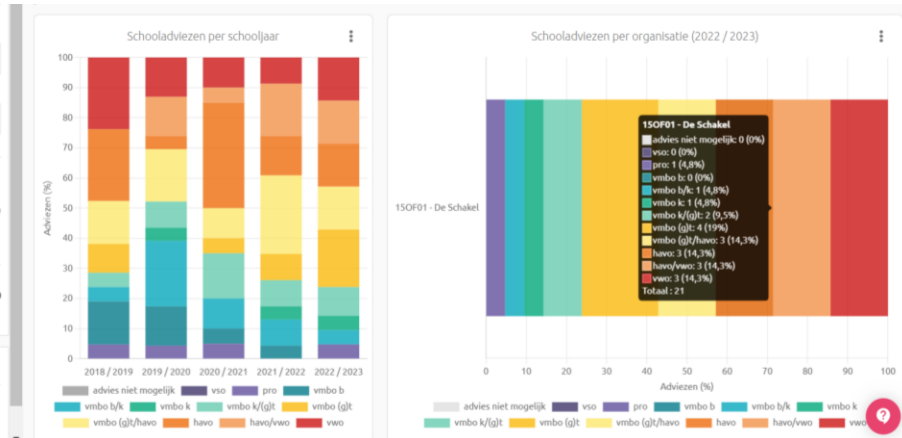 Schooladviezen per schooljaar
Adviezen (%)
100
90
80
70
60
50
40
30
20
10
0
2018 / 2019 2019 / 2020 2020 / 2021 2021 / 2022 2022 / 2023
advies niet mogelijk vso pro vmbo b
vmbo b/k vmbo k vmbo k/(g)t vmbo (g)t
vmbo (g)t/havo havo havo/vwo vwo
Schooladviezen per organisatie (2022 / 2023)
15OF01 - De Schakel
15OF01 - De Schakel
advies niet mogelijk: 0 (0%)
vso: 0 (0%)
pro: 1 (4,8%)
vmbo b: 0 (0%)
vmbo b/k: 1 (4,8%)
vmbo k: 1 (4,8%)
vmbo k/(g)t: 2 (9,5%)
vmbo (g)t: 4 (19%)
vmbo (g)t/havo: 3 (14,3%)
havo: 3 (14,3%)
havo/vwo: 3 (14,3%)
vwo: 3 (14,3%)
Totaal : 21
0 10 20 30 40 50 60 70 80 90 100
Adviezen (%)
advies niet mogelijk vso pro vmbo b vmbo b/k vmbo k
vmbo k/(g)t vmbo (g)t vmbo (g)t/havo havo havo/vwo vwo